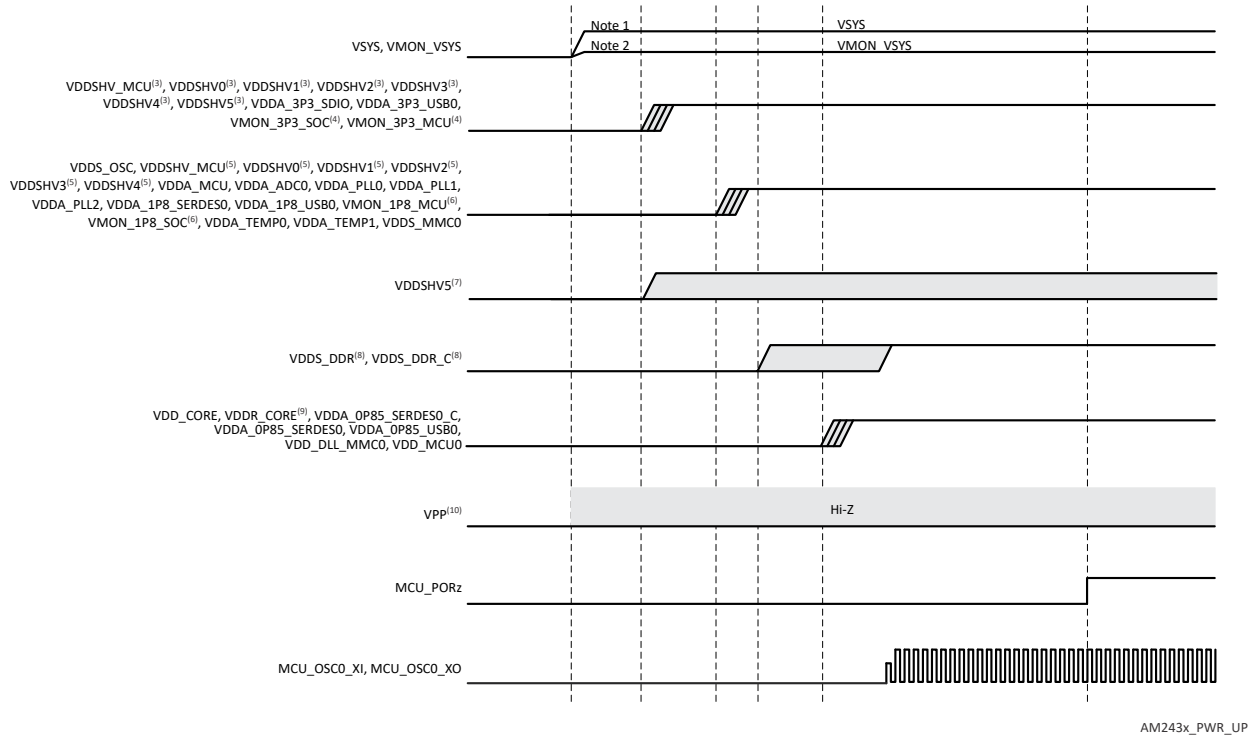 Note 1
VSYS
VSYS, VMON_VSYS
Note 2
VMON_VSYS
VDDSHV_MCU(3), VDDSHV0(3), VDDSHV1(3), VDDSHV2(3), VDDSHV3(3),
VDDSHV4(3), VDDSHV5(3), VDDA_3P3_SDIO, VDDA_3P3_USB0,
VMON_3P3_SOC(4), VMON_3P3_MCU(4)
VDDS_OSC, VDDSHV_MCU(5), VDDSHV0(5), VDDSHV1(5), VDDSHV2(5),
VDDSHV3(5), VDDSHV4(5), VDDA_MCU, VDDA_ADC0, VDDA_PLL0, VDDA_PLL1,
VDDA_PLL2, VDDA_1P8_SERDES0, VDDA_1P8_USB0, VMON_1P8_MCU(6),
VMON_1P8_SOC(6), VDDA_TEMP0, VDDA_TEMP1, VDDS_MMC0
VDDSHV5(7)
VDDS_DDR(8), VDDS_DDR_C(8)
VDD_CORE, VDDR_CORE(9), VDDA_0P85_SERDES0_C,
VDDA_0P85_SERDES0, VDDA_0P85_USB0,
VDD_DLL_MMC0, VDD_MCU0
VPP(10)
Hi-Z
MCU_PORz
MCU_OSC0_XI, MCU_OSC0_XO
AM243x_PWR_UP